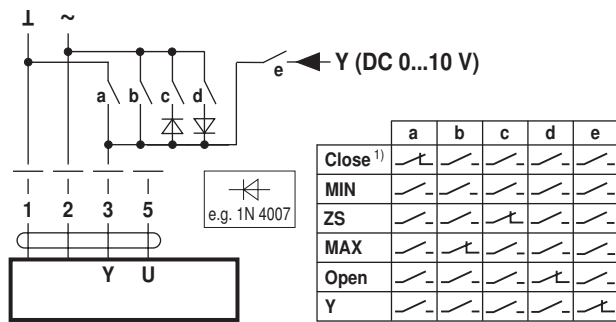 ⊥ ~
e Y (DC 0...10 V)
a b c d
1 2 3 5
e.g. 1N 4007
Y U
a b c d e
Close 1)
MIN
ZS
MAX
Open
Y